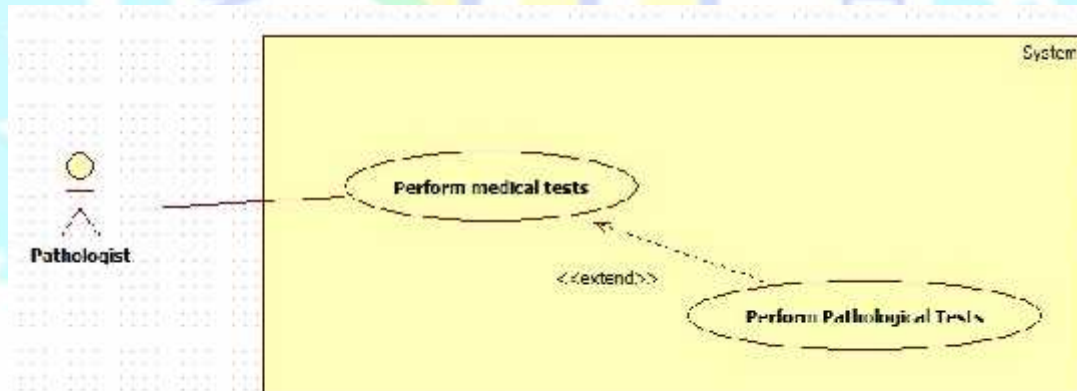 System
Perform medical tests
Pathologist
<<extend>>
Perform Pathological Tests